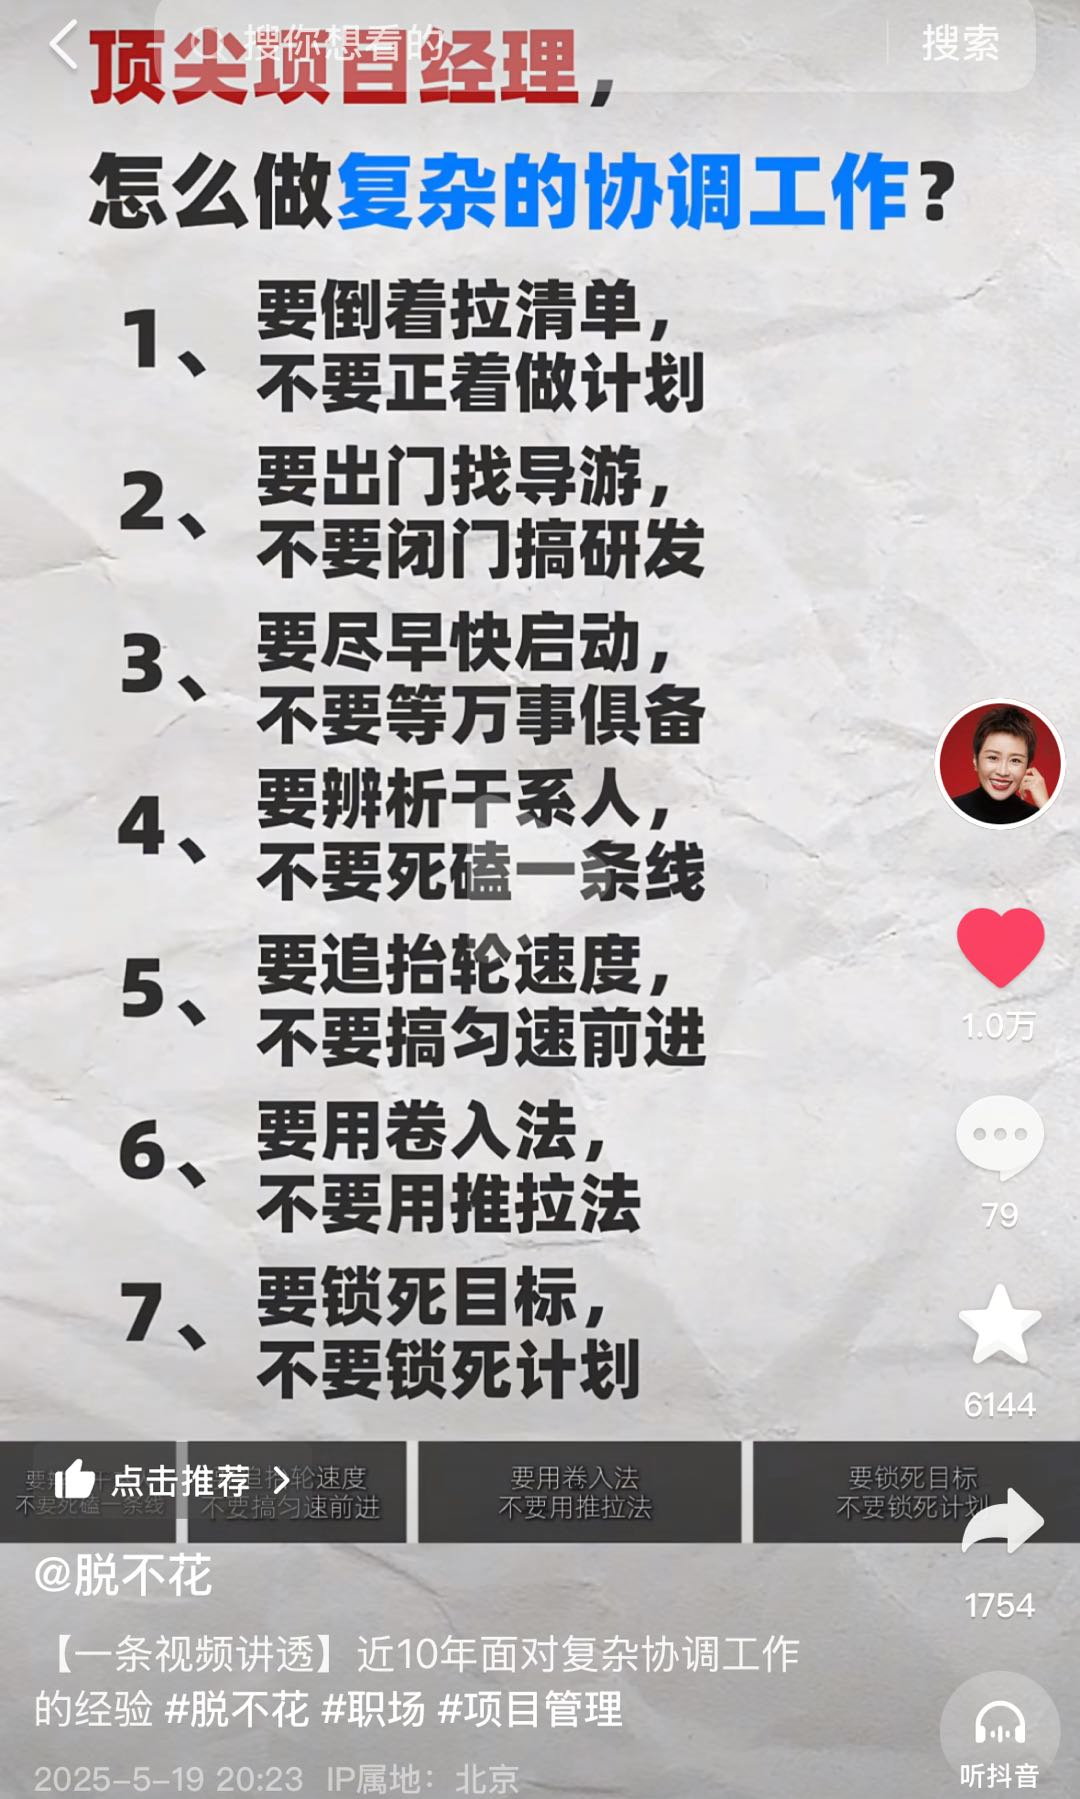 搜你想看的
搜索
顶尖项目经理，
怎么做复杂的协调工作？
1、
要倒着拉清单，
不要正着做计划
2、
要出门找导游，
不要闭门搞研发
3、
要尽早快启动，
不要等万事俱备
4、
要辨析干系人，
不要死磕一条线
5、
要追抬轮速度，
不要搞匀速前进
6、
要用卷入法，
不要用推拉法
7、
要锁死目标，
不要锁死计划
1.0万
79
6144
1754
点击推荐 >
不要死磕一条线
追抬轮速度
不要搞匀速前进
要用卷入法
不要用推拉法
要锁死目标
不要锁死计划
@脱不花
【一条视频讲透】近10年面对复杂协调工作
的经验 #脱不花 #职场 #项目管理
2025-5-19 20:23 IP属地：北京
听抖音